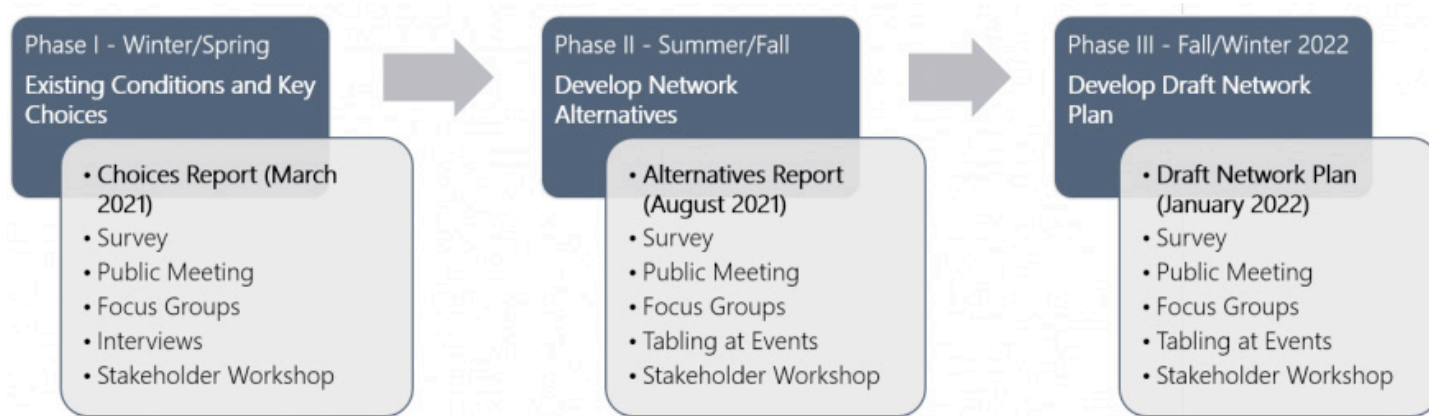 Phase I - Winter/Spring
Existing Conditions and Key
Choices
• Choices Report (March
2021)
• Survey
• Public Meeting
• Focus Groups
• Interviews
• Stakeholder Workshop
Phase II - Summer/Fall
Develop Network
Alternatives
• Alternatives Report
(August 2021)
• Survey
• Public Meeting
• Focus Groups
• Tabling at Events
• Stakeholder Workshop
Phase III - Fall/Winter 2022
Develop Draft Network
Plan
• Draft Network Plan
(January 2022)
• Survey
• Public Meeting
• Focus Groups
• Tabling at Events
• Stakeholder Workshop